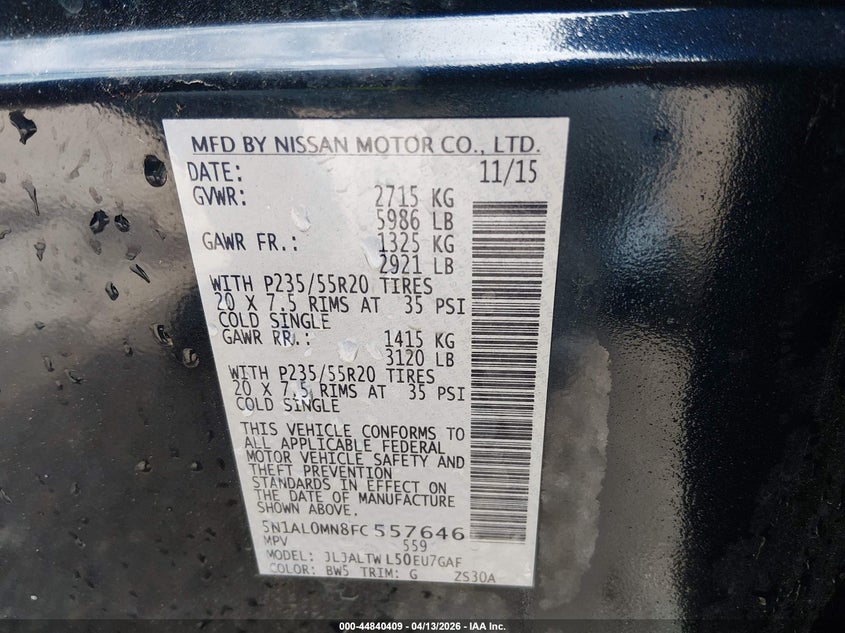 MFD BY NISSAN MOTOR CO., LTD.
DATE: 11/15
GVWR: 2715 KG
5986 LB
GAWR FR.: 1325 KG
2921 LB
WITH P235/55R20 TIRES
20 X 7.5 RIMS AT 35 PSI
COLD SINGLE
GAWR RR.: 1415 KG
3120 LB
WITH P235/55R20 TIRES
20 X 7.5 RIMS AT 35 PSI
COLD SINGLE
THIS VEHICLE CONFORMS TO
ALL APPLICABLE FEDERAL
MOTOR VEHICLE SAFETY AND
THEFT PREVENTION
STANDARDS IN EFFECT ON
THE DATE OF MANUFACTURE
SHOWN ABOVE.
5N1AL0MN8FC557646
MPV 559
MODEL: JLJALTWL50EU7GAF
COLOR: BW5 TRIM: G ZS30A
000-44840409 - 04/13/2026 - IAA Inc.